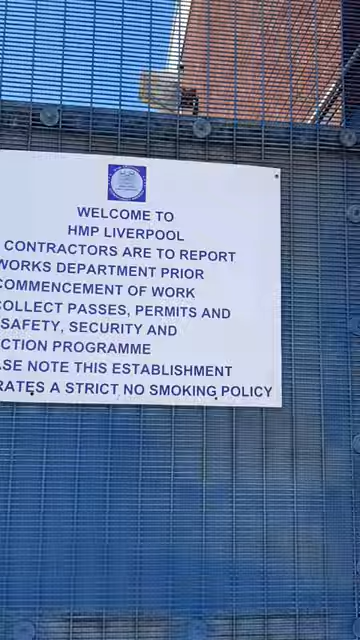 WELCOME TO
HMP LIVERPOOL
CONTRACTORS ARE TO REPORT
WORKS DEPARTMENT PRIOR
COMMENCEMENT OF WORK
COLLECT PASSES, PERMITS AND
SAFETY, SECURITY AND
CTION PROGRAMME
ASE NOTE THIS ESTABLISHMENT
RATES A STRICT NO SMOKING POLICY